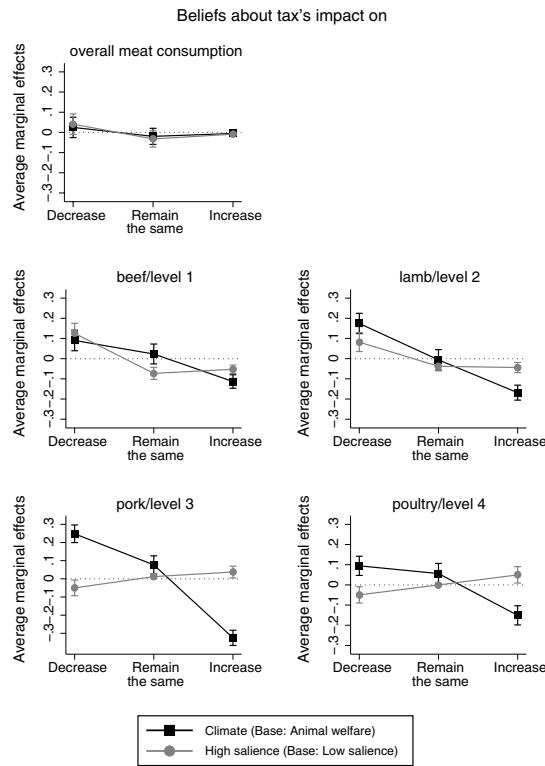 Beliefs about tax's impact on
overall meat consumption
Average marginal effects
-.3 -.2 -.1 0 .1 .2 .3
Decrease Remain the same Increase
beef/level 1
Average marginal effects
-.3 -.2 -.1 0 .1 .2 .3
Decrease Remain the same Increase
lamb/level 2
Average marginal effects
-.3 -.2 -.1 0 .1 .2 .3
Decrease Remain the same Increase
pork/level 3
Average marginal effects
-.3 -.2 -.1 0 .1 .2 .3
Decrease Remain the same Increase
poultry/level 4
Average marginal effects
-.3 -.2 -.1 0 .1 .2 .3
Decrease Remain the same Increase
Climate (Base: Animal welfare)
High salience (Base: Low salience)